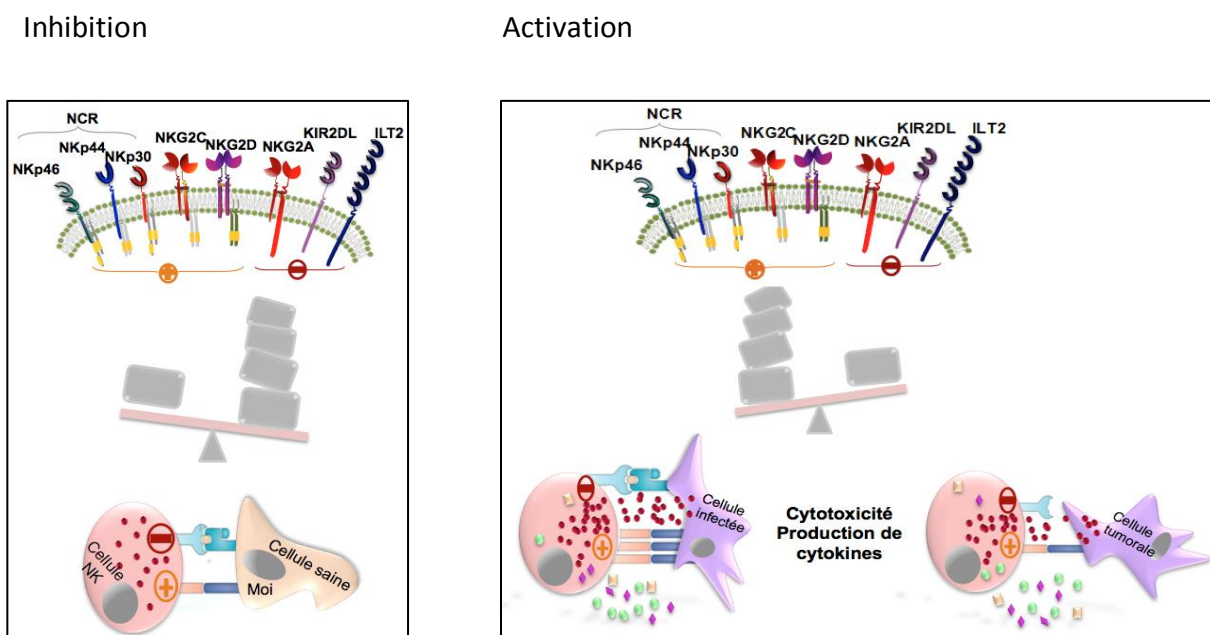 Inhibition
Activation
NCR
NKp46
NKp44
NKp30
NKG2C
NKG2D
NKG2A
KIR2DL
ILT2
Cellule
NK
Moi
Cellule saine
NCR
NKp46
NKp44
NKp30
NKG2C
NKG2D
NKG2A
KIR2DL
ILT2
Cellule
infectée
Cytotoxicité
Production de
cytokines
Cellule
tumorale